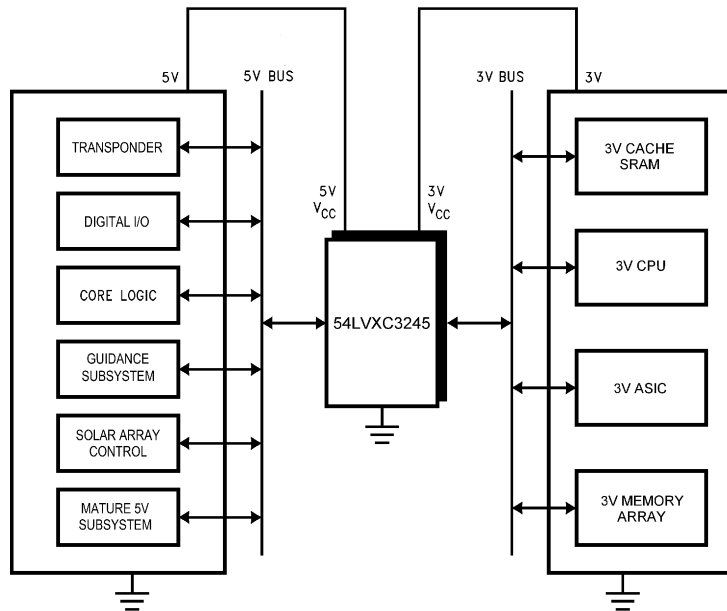 5V
5V BUS
3V BUS
3V
TRANSPONDER
DIGITAL I/O
CORE LOGIC
GUIDANCE
SUBSYSTEM
SOLAR ARRAY
CONTROL
MATURE 5V
SUBSYSTEM
5V
VCC
3V
VCC
54LVXC3245
3V CACHE
SRAM
3V CPU
3V ASIC
3V MEMORY
ARRAY